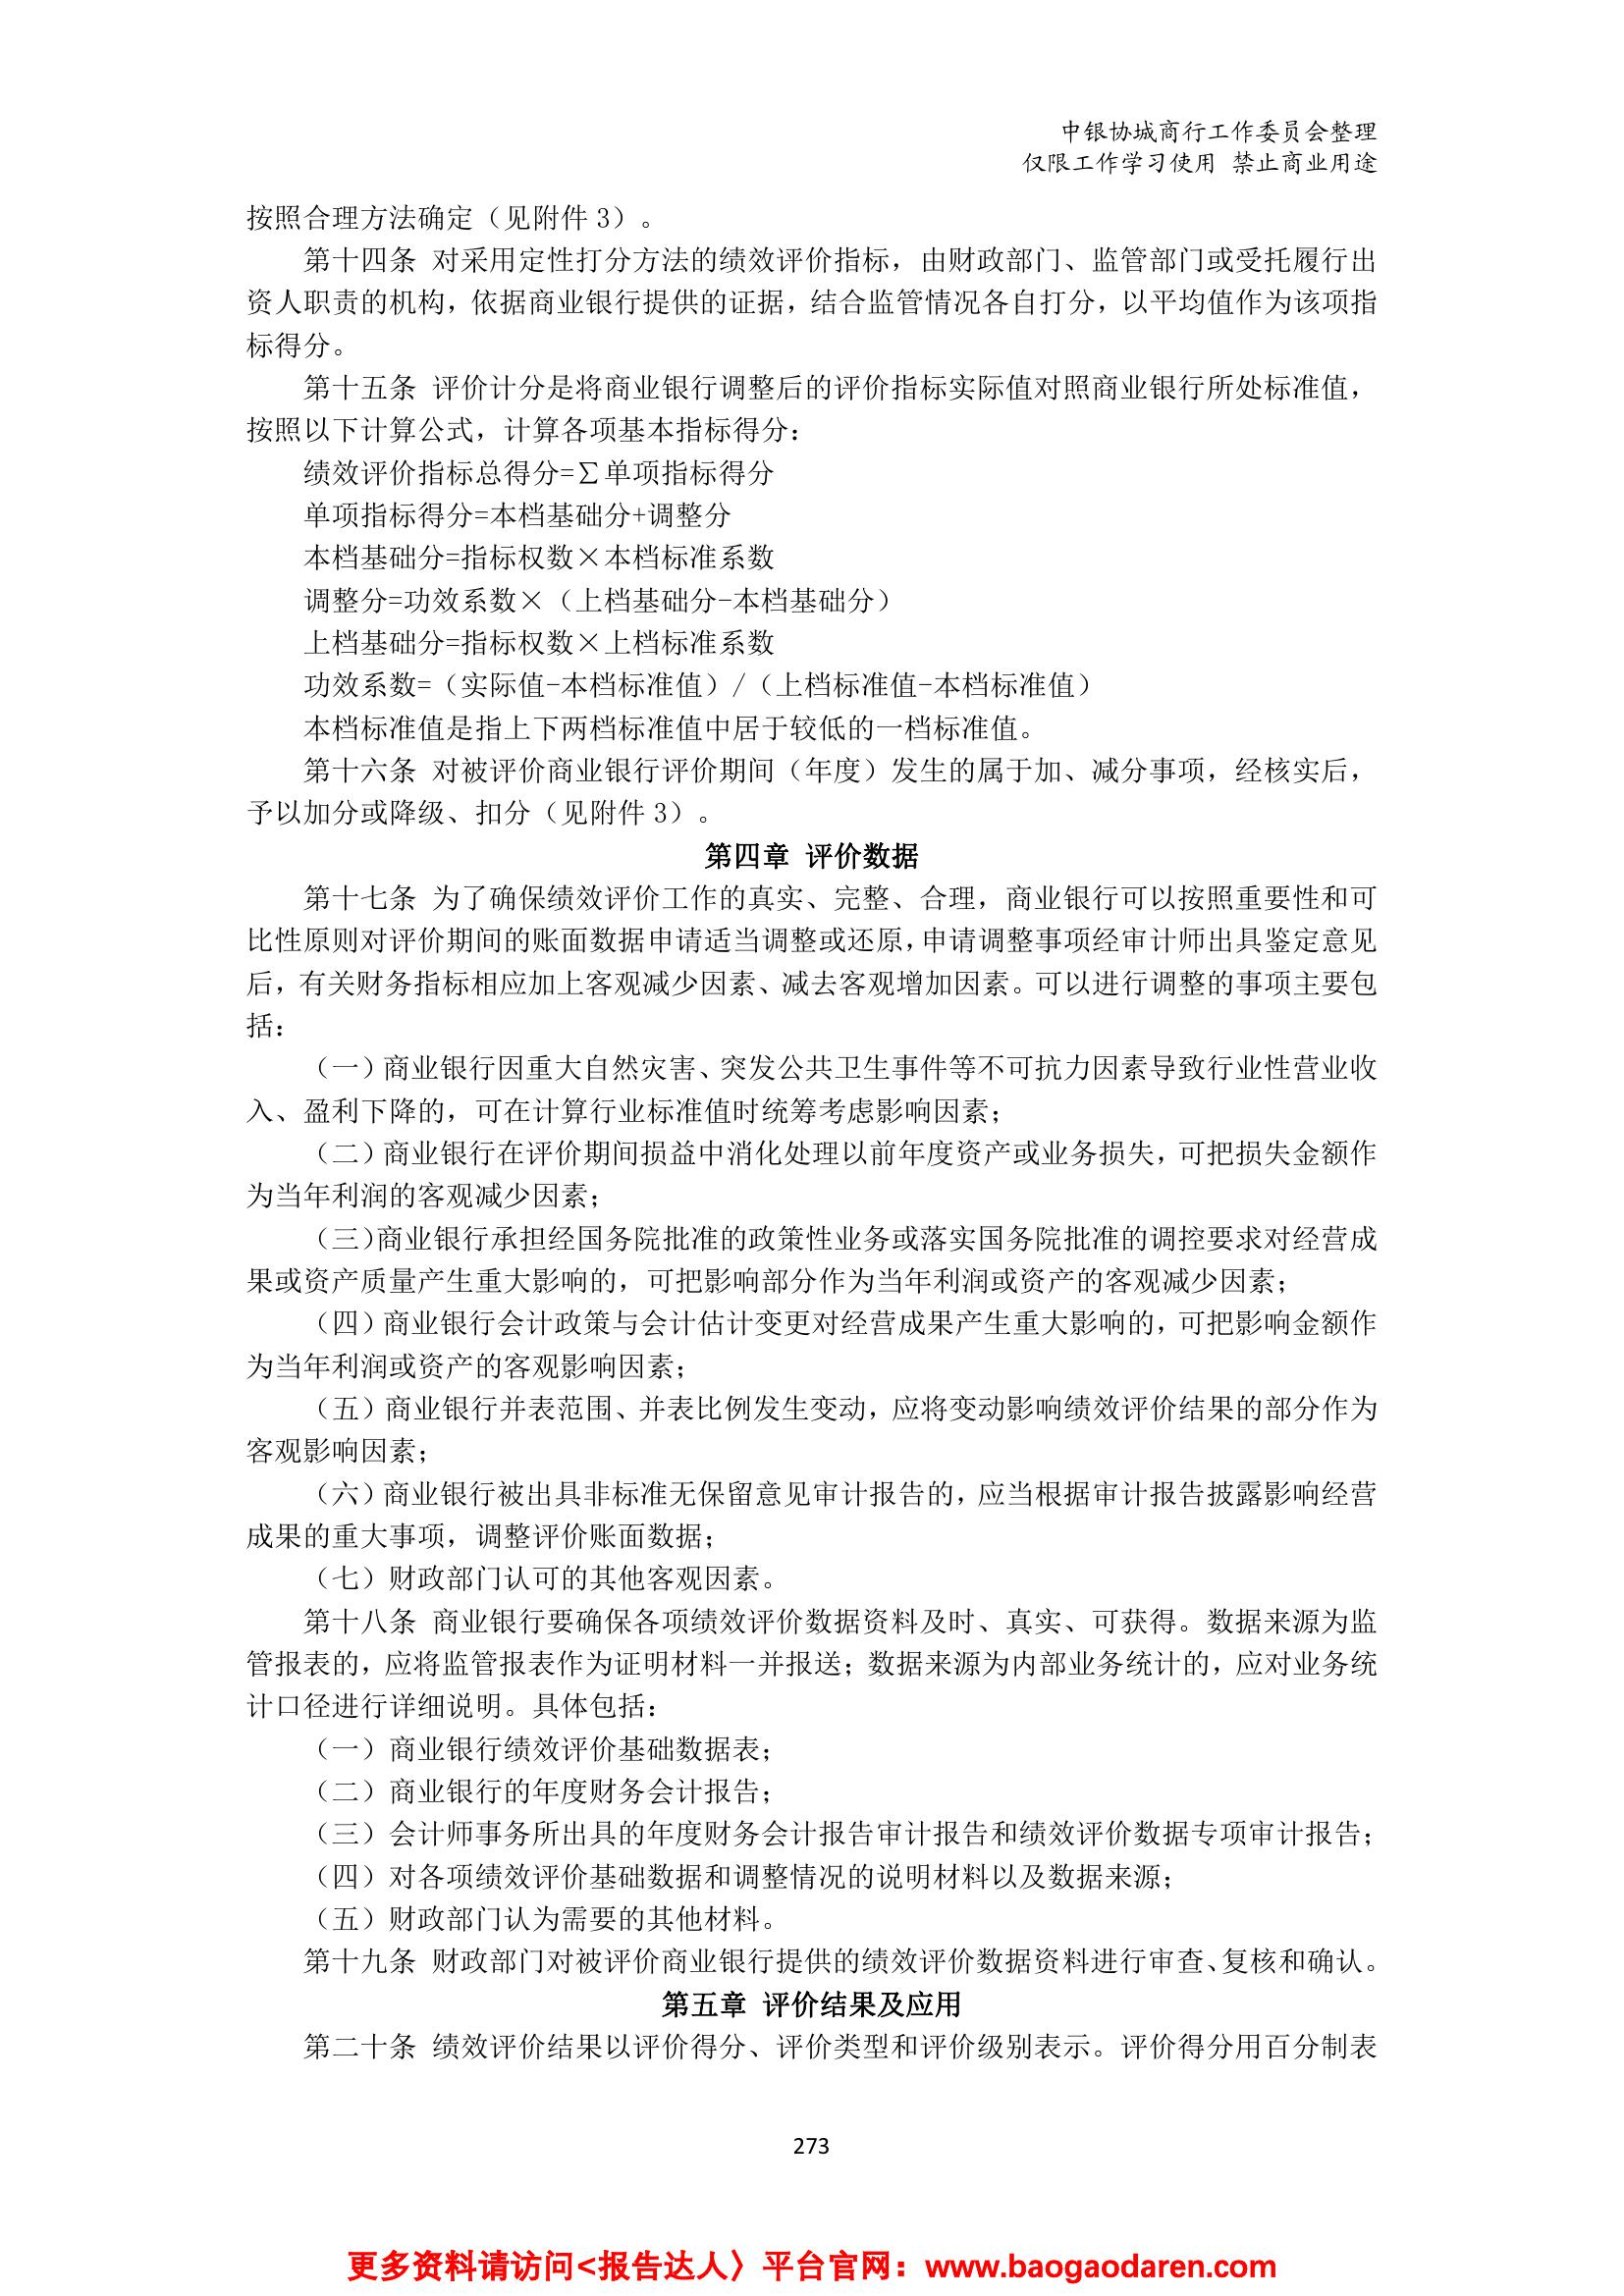 中银协城商行工作委员会整理
仅限工作学习使用 禁止商业用途
按照合理方法确定（见附件 3）。
第十四条 对采用定性打分方法的绩效评价指标，由财政部门、监管部门或受托履行出
资人职责的机构，依据商业银行提供的证据，结合监管情况各自打分，以平均值作为该项指
标得分。
第十五条 评价计分是将商业银行调整后的评价指标实际值对照商业银行所处标准值，
按照以下计算公式，计算各项基本指标得分：
绩效评价指标总得分=∑单项指标得分
单项指标得分=本档基础分+调整分
本档基础分=指标权数×本档标准系数
调整分=功效系数×（上档基础分-本档基础分）
上档基础分=指标权数×上档标准系数
功效系数=（实际值-本档标准值）/（上档标准值-本档标准值）
本档标准值是指上下两档标准值中居于较低的一档标准值。
第十六条 对被评价商业银行评价期间（年度）发生的属于加、减分事项，经核实后，
予以加分或降级、扣分（见附件 3）。
第四章 评价数据
第十七条 为了确保绩效评价工作的真实、完整、合理，商业银行可以按照重要性和可
比性原则对评价期间的账面数据申请适当调整或还原，申请调整事项经审计师出具鉴定意见
后，有关财务指标相应加上客观减少因素、减去客观增加因素。可以进行调整的事项主要包
括：
（一）商业银行因重大自然灾害、突发公共卫生事件等不可抗力因素导致行业性营业收
入、盈利下降的，可在计算行业标准值时统筹考虑影响因素；
（二）商业银行在评价期间损益中消化处理以前年度资产或业务损失，可把损失金额作
为当年利润的客观减少因素；
（三）商业银行承担经国务院批准的政策性业务或落实国务院批准的调控要求对经营成
果或资产质量产生重大影响的，可把影响部分作为当年利润或资产的客观减少因素；
（四）商业银行会计政策与会计估计变更对经营成果产生重大影响的，可把影响金额作
为当年利润或资产的客观影响因素；
（五）商业银行并表范围、并表比例发生变动，应将变动影响绩效评价结果的部分作为
客观影响因素；
（六）商业银行被出具非标准无保留意见审计报告的，应当根据审计报告披露影响经营
成果的重大事项，调整评价账面数据；
（七）财政部门认可的其他客观因素。
第十八条 商业银行要确保各项绩效评价数据资料及时、真实、可获得。数据来源为监
管报表的，应将监管报表作为证明材料一并报送；数据来源为内部业务统计的，应对业务统
计口径进行详细说明。具体包括：
（一）商业银行绩效评价基础数据表；
（二）商业银行的年度财务会计报告；
（三）会计师事务所出具的年度财务会计报告审计报告和绩效评价数据专项审计报告；
（四）对各项绩效评价基础数据和调整情况的说明材料以及数据来源；
（五）财政部门认为需要的其他材料。
第十九条 财政部门对被评价商业银行提供的绩效评价数据资料进行审查、复核和确认。
第五章 评价结果及应用
第二十条 绩效评价结果以评价得分、评价类型和评价级别表示。评价得分用百分制表
273
更多资料请访问<报告达人〉平台官网：www.baogaodaren.com